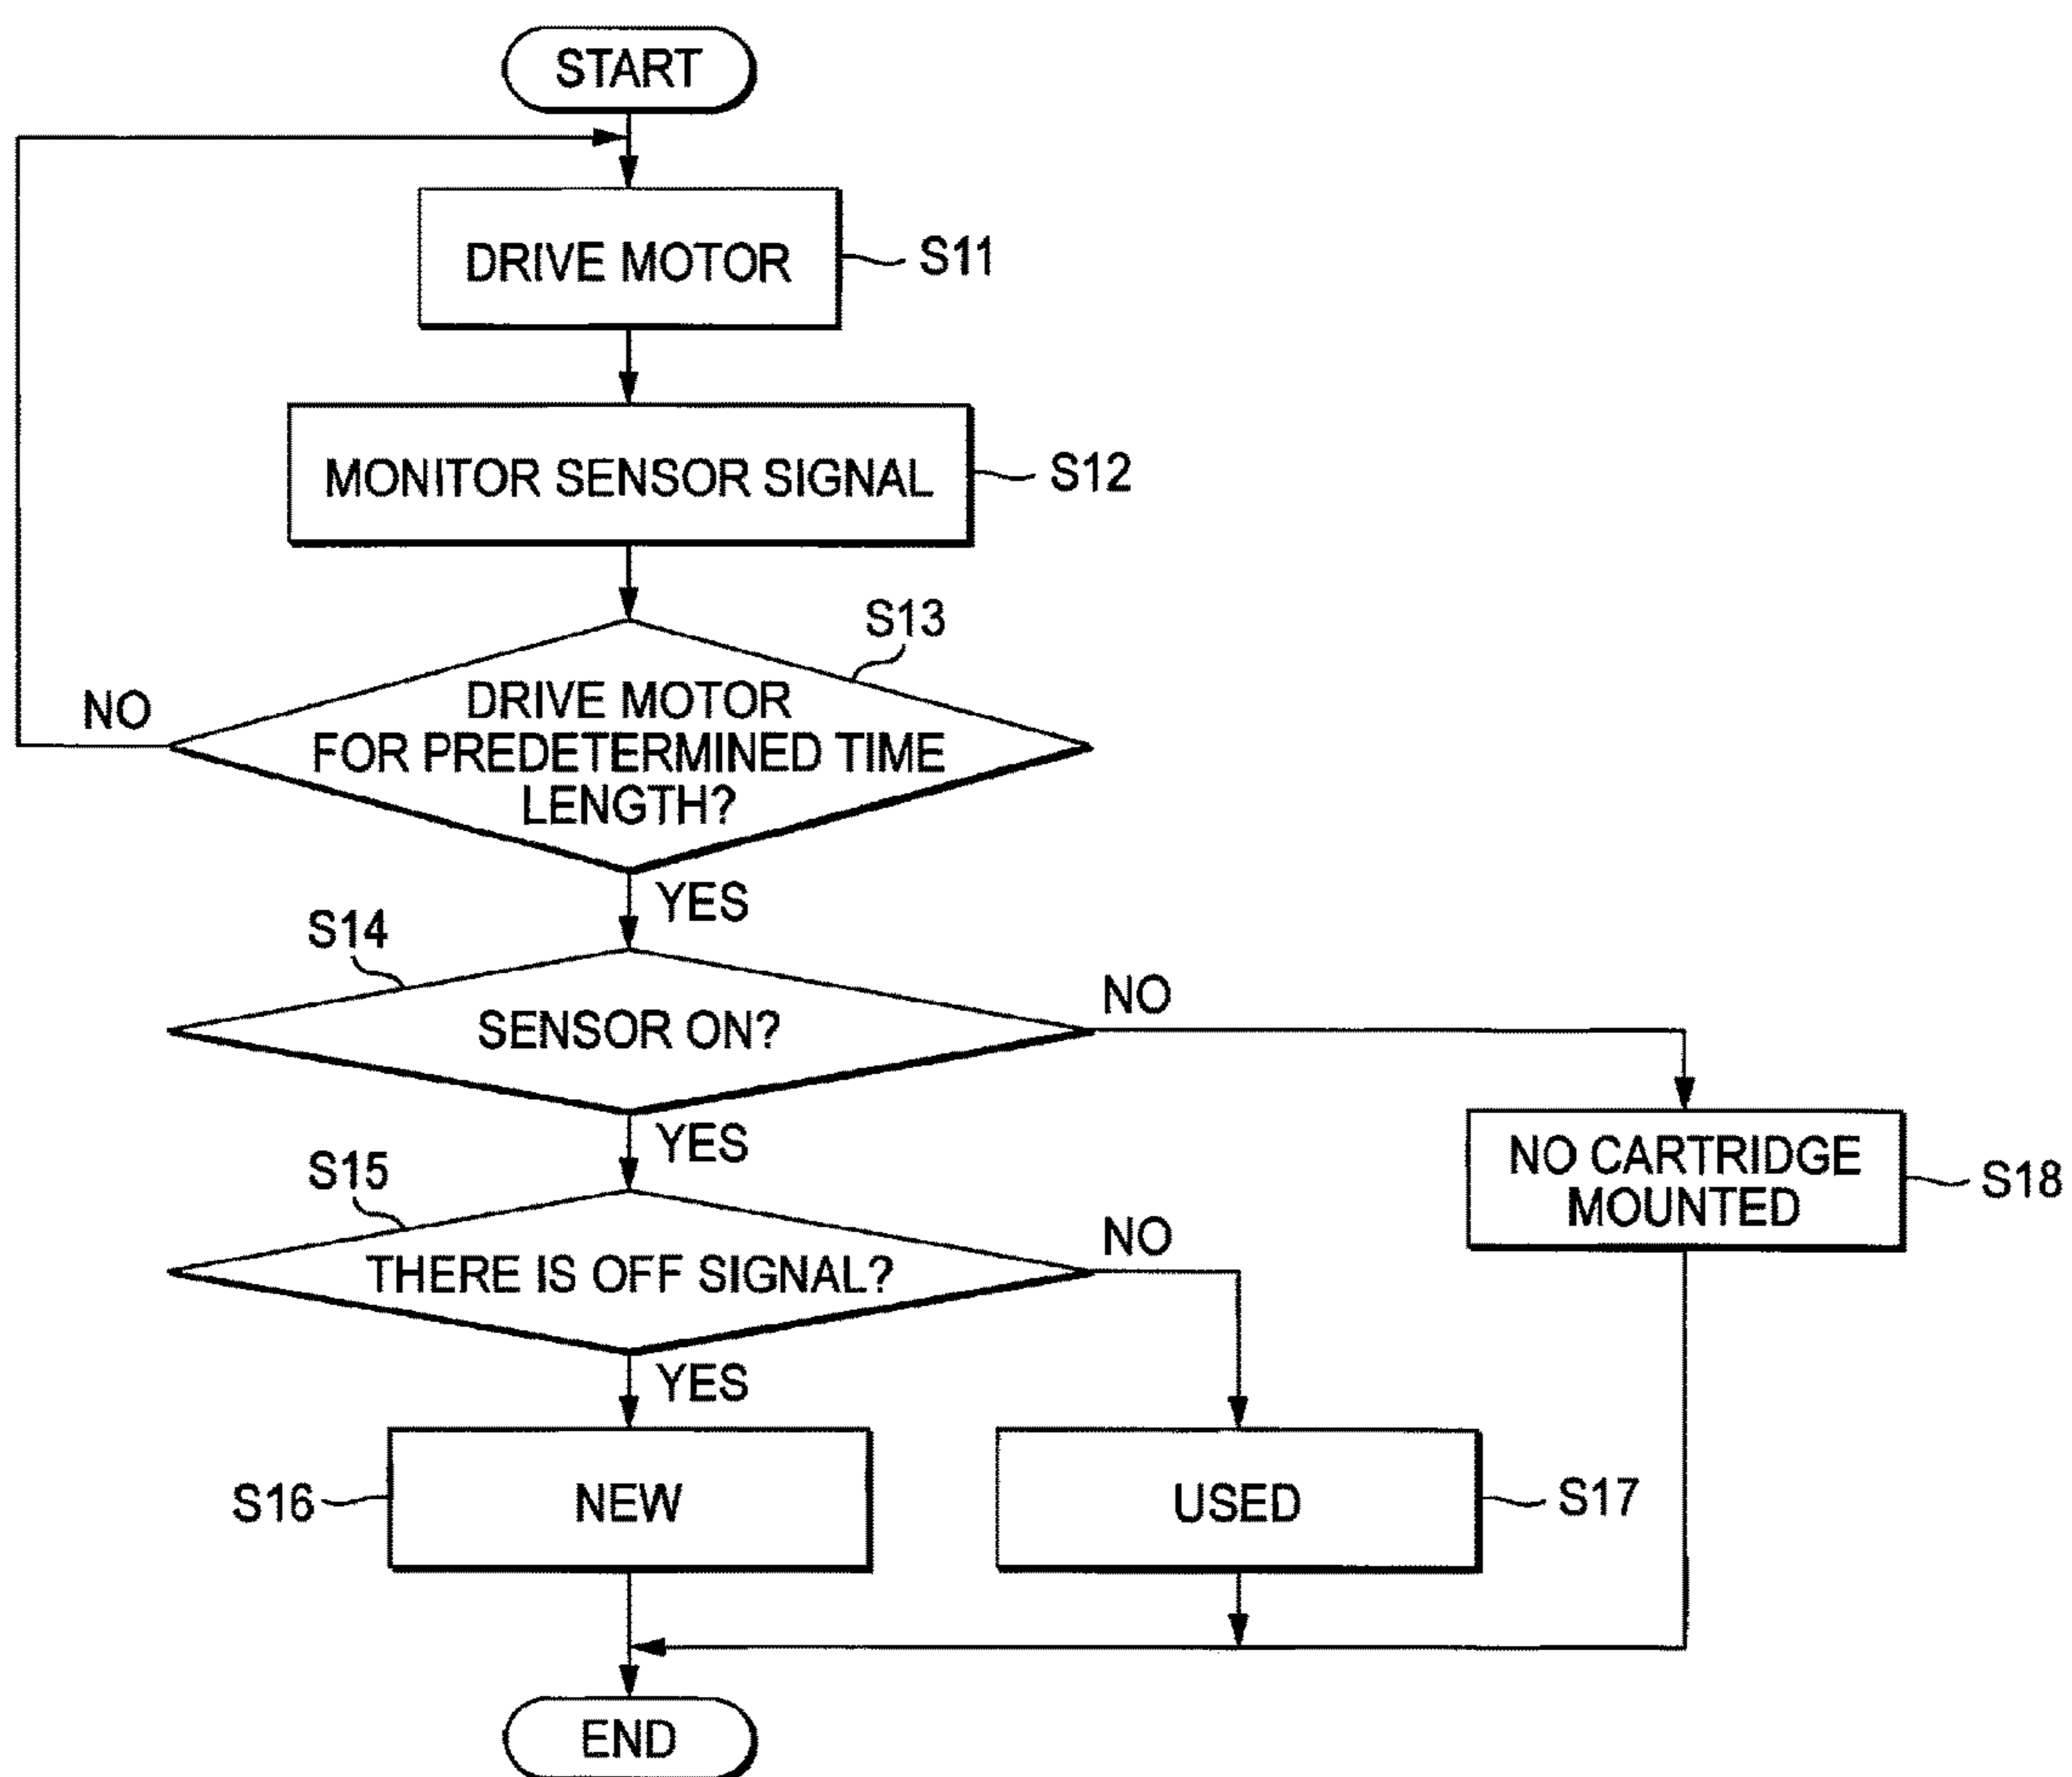 START
DRIVE MOTOR
S11
MONITOR SENSOR SIGNAL
S12
S13
DRIVE MOTOR
FOR PREDETERMINED TIME
LENGTH?
NO
YES
S14
SENSOR ON?
NO
YES
NO CARTRIDGE
MOUNTED
S18
S15
THERE IS OFF SIGNAL?
NO
YES
S16
NEW
USED
S17
END